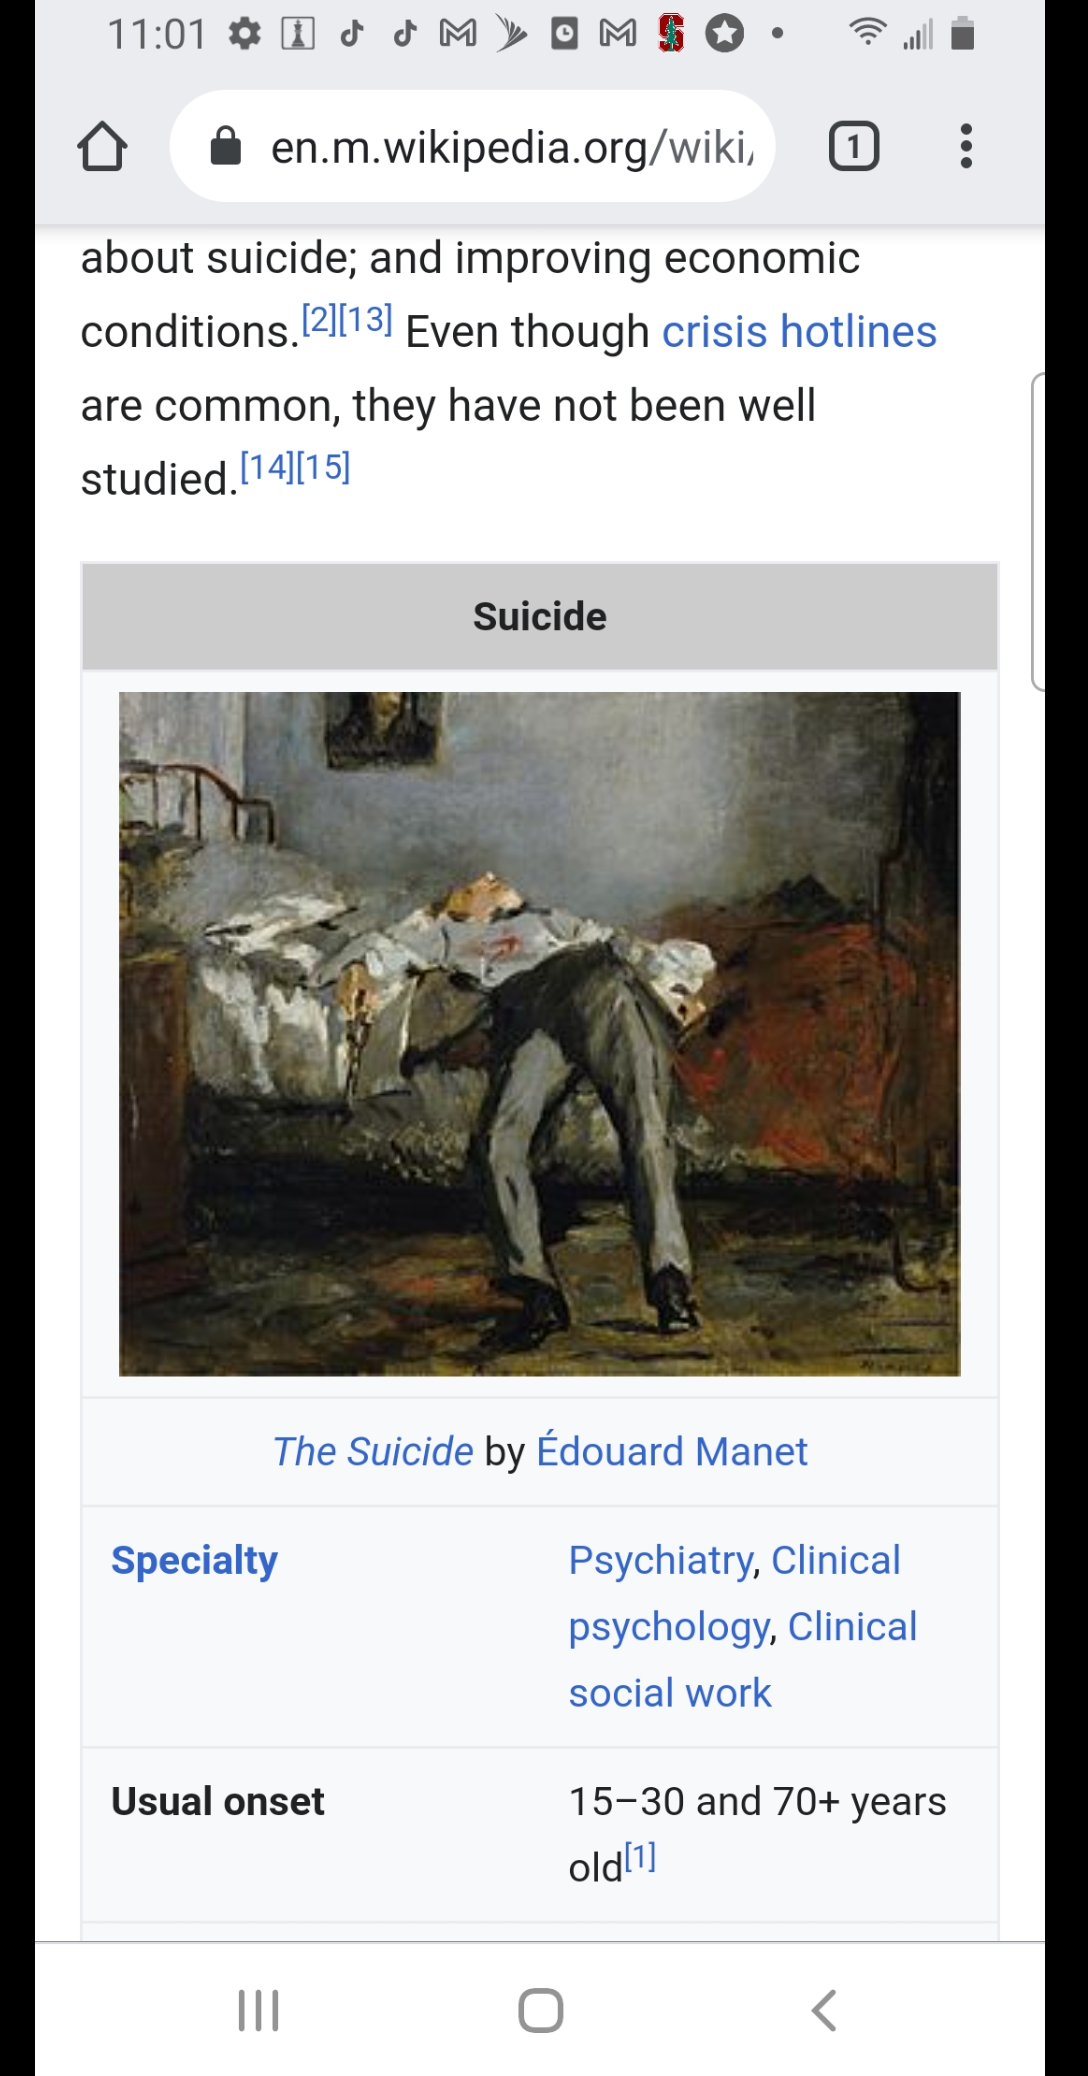 11:01
en.m.wikipedia.org/wiki/
1
about suicide; and improving economic
conditions.[2][13] Even though crisis hotlines
are common, they have not been well
studied.[14][15]
Suicide
The Suicide by Édouard Manet
Specialty Psychiatry, Clinical
psychology, Clinical
social work
Usual onset 15–30 and 70+ years
old[1]